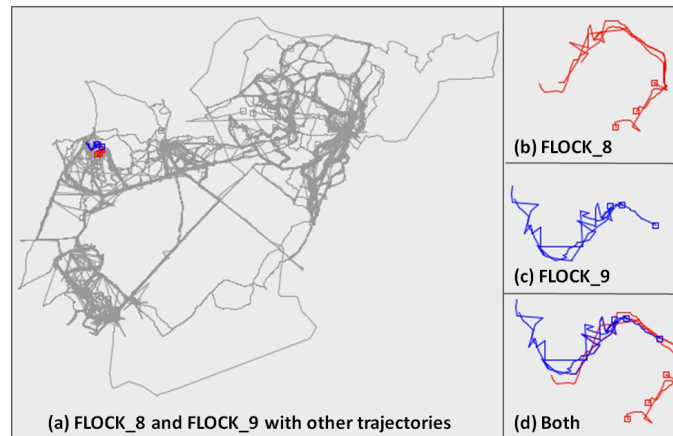 (b) FLOCK_8
(c) FLOCK_9
(a) FLOCK_8 and FLOCK_9 with other trajectories
(d) Both